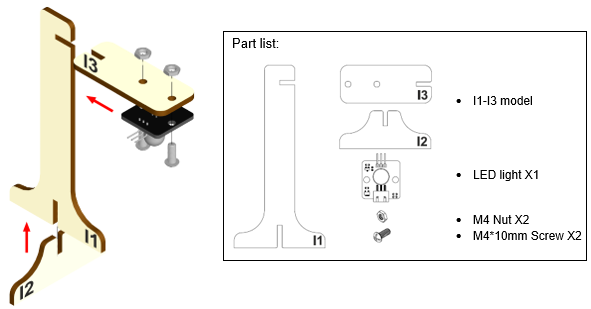 I3
I1
I2
Part list:
I3
I2
I1
I1-I3 model
LED light X1
M4 Nut X2
M4*10mm Screw X2